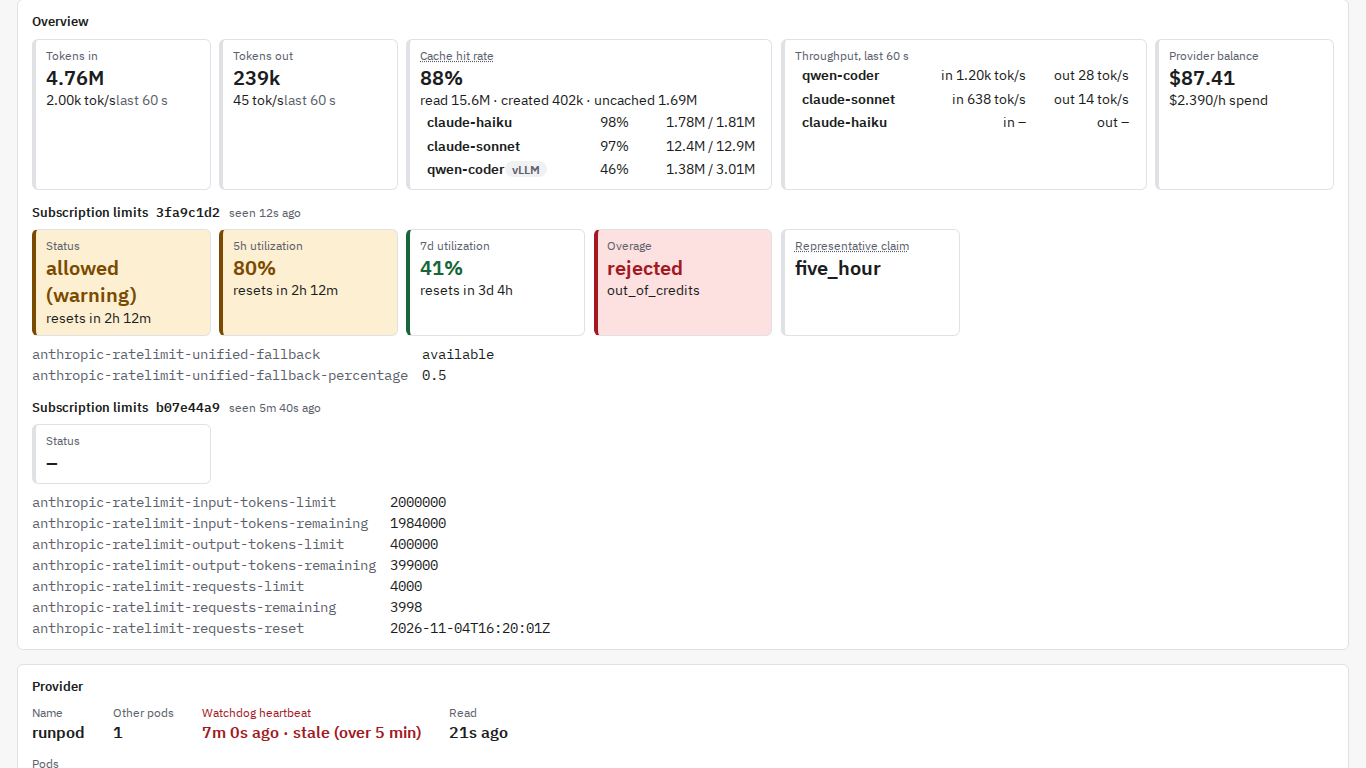 Overview
Tokens in
4.76M
2.00k tok/slast 60 s
Tokens out
239k
45 tok/slast 60 s
Cache hit rate
88%
read 15.6M · created 402k · uncached 1.69M
claude-haiku 98% 1.78M / 1.81M
claude-sonnet 97% 12.4M / 12.9M
qwen-coder vLLM 46% 1.38M / 3.01M
Throughput, last 60 s
qwen-coder in 1.20k tok/s out 28 tok/s
claude-sonnet in 638 tok/s out 14 tok/s
claude-haiku in – out –
Provider balance
$87.41
$2.390/h spend
Subscription limits 3fa9c1d2 seen 12s ago
Status
allowed
(warning)
resets in 2h 12m
5h utilization
80%
resets in 2h 12m
7d utilization
41%
resets in 3d 4h
Overage
rejected
out_of_credits
Representative claim
five_hour
anthropic-ratelimit-unified-fallback available
anthropic-ratelimit-unified-fallback-percentage 0.5
Subscription limits b07e44a9 seen 5m 40s ago
Status
–
anthropic-ratelimit-input-tokens-limit 2000000
anthropic-ratelimit-input-tokens-remaining 1984000
anthropic-ratelimit-output-tokens-limit 400000
anthropic-ratelimit-output-tokens-remaining 399000
anthropic-ratelimit-requests-limit 4000
anthropic-ratelimit-requests-remaining 3998
anthropic-ratelimit-requests-reset 2026-11-04T16:20:01Z
Provider
Name
runpod
Other pods
1
Watchdog heartbeat
7m 0s ago · stale (over 5 min)
Read
21s ago
Pods